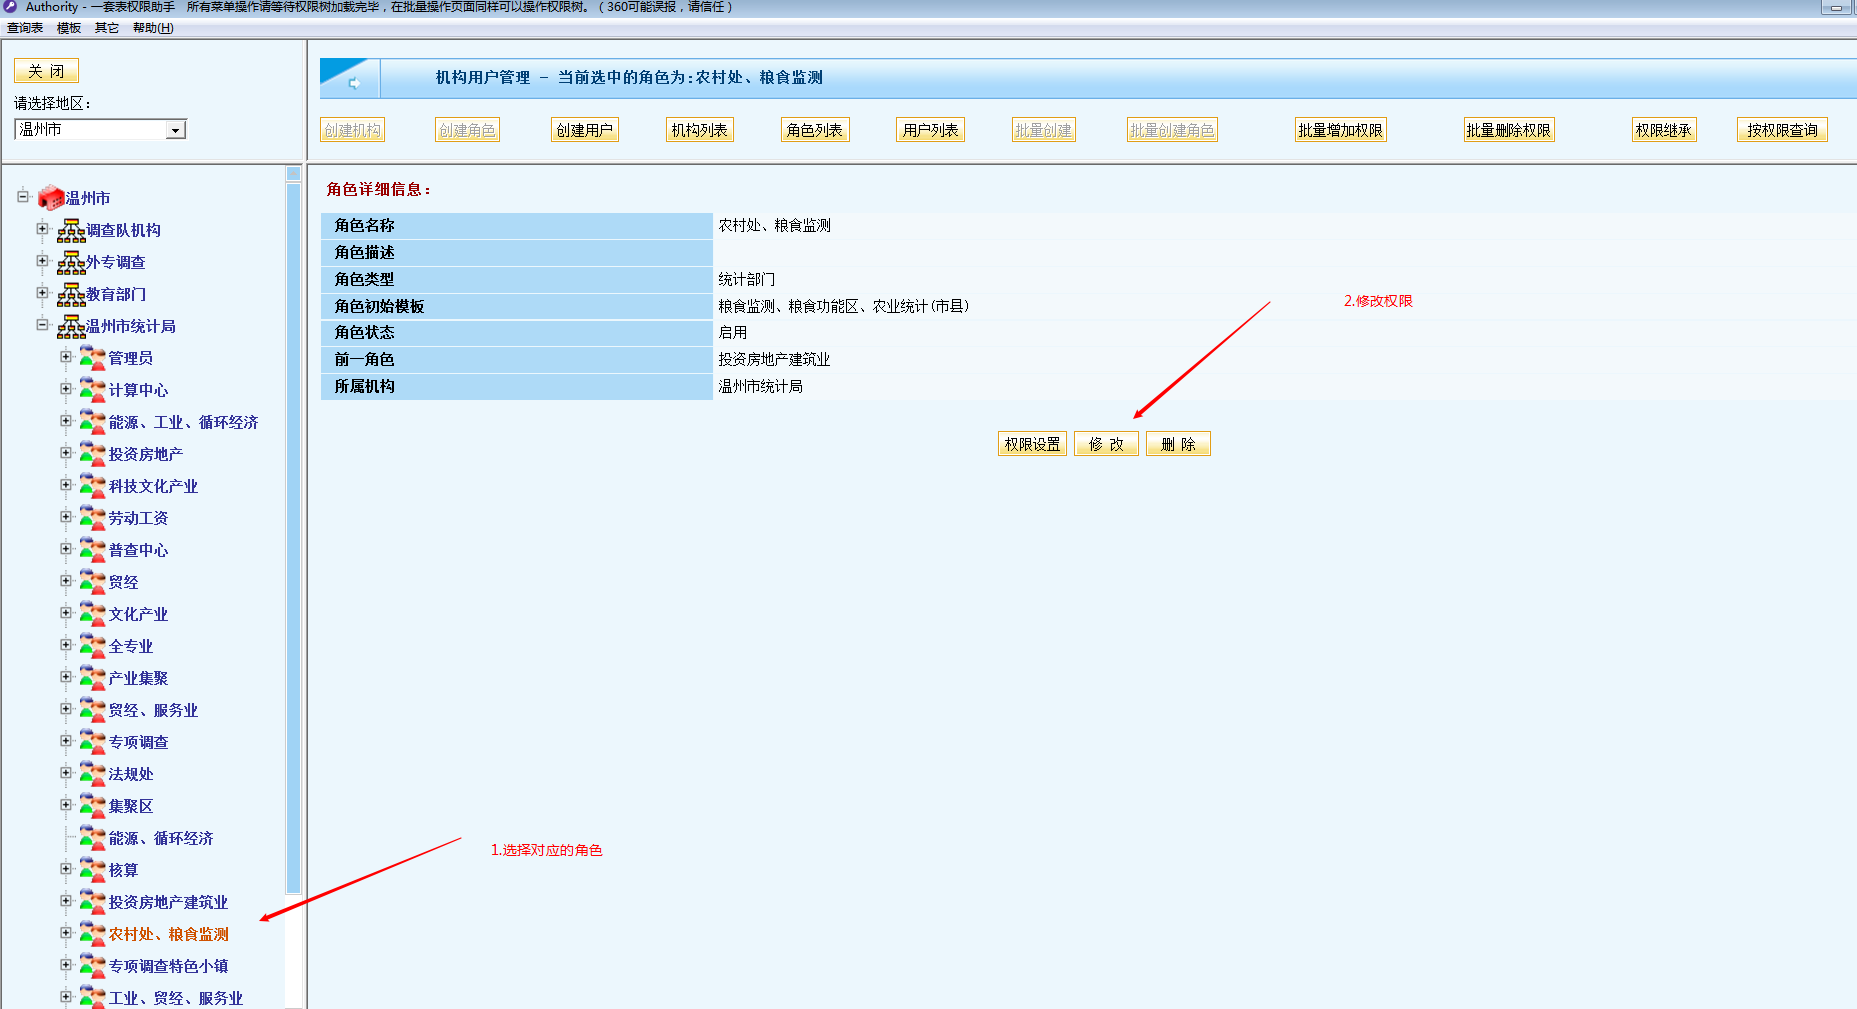 Authority - 一套表权限助手 所有菜单操作请等待权限树加载完毕，在批量操作页面同样可以操作权限树。（360可能误报，请信任）
查询表 模板 其它 帮助(H)
关 闭
请选择地区：
温州市
机构用户管理 - 当前选中的角色为:农村处、粮食监测
创建机构 创建角色 创建用户 机构列表 角色列表 用户列表 批量创建 批量创建角色 批量增加权限 批量删除权限 权限继承 按权限查询
温州市
调查队机构
外专调查
教育部门
温州市统计局
管理员
计算中心
能源、工业、循环经济
投资房地产
科技文化产业
劳动工资
普查中心
贸经
文化产业
全专业
产业集聚
贸经、服务业
专项调查
法规处
集聚区
能源、循环经济
核算
投资房地产建筑业
农村处、粮食监测
专项调查特色小镇
工业、贸经、服务业
角色详细信息：
角色名称 农村处、粮食监测
角色描述
角色类型 统计部门
角色初始模板 粮食监测、粮食功能区、农业统计(市县)
角色状态 启用
前一角色 投资房地产建筑业
所属机构 温州市统计局
2.修改权限
权限设置 修 改 删 除
1.选择对应的角色